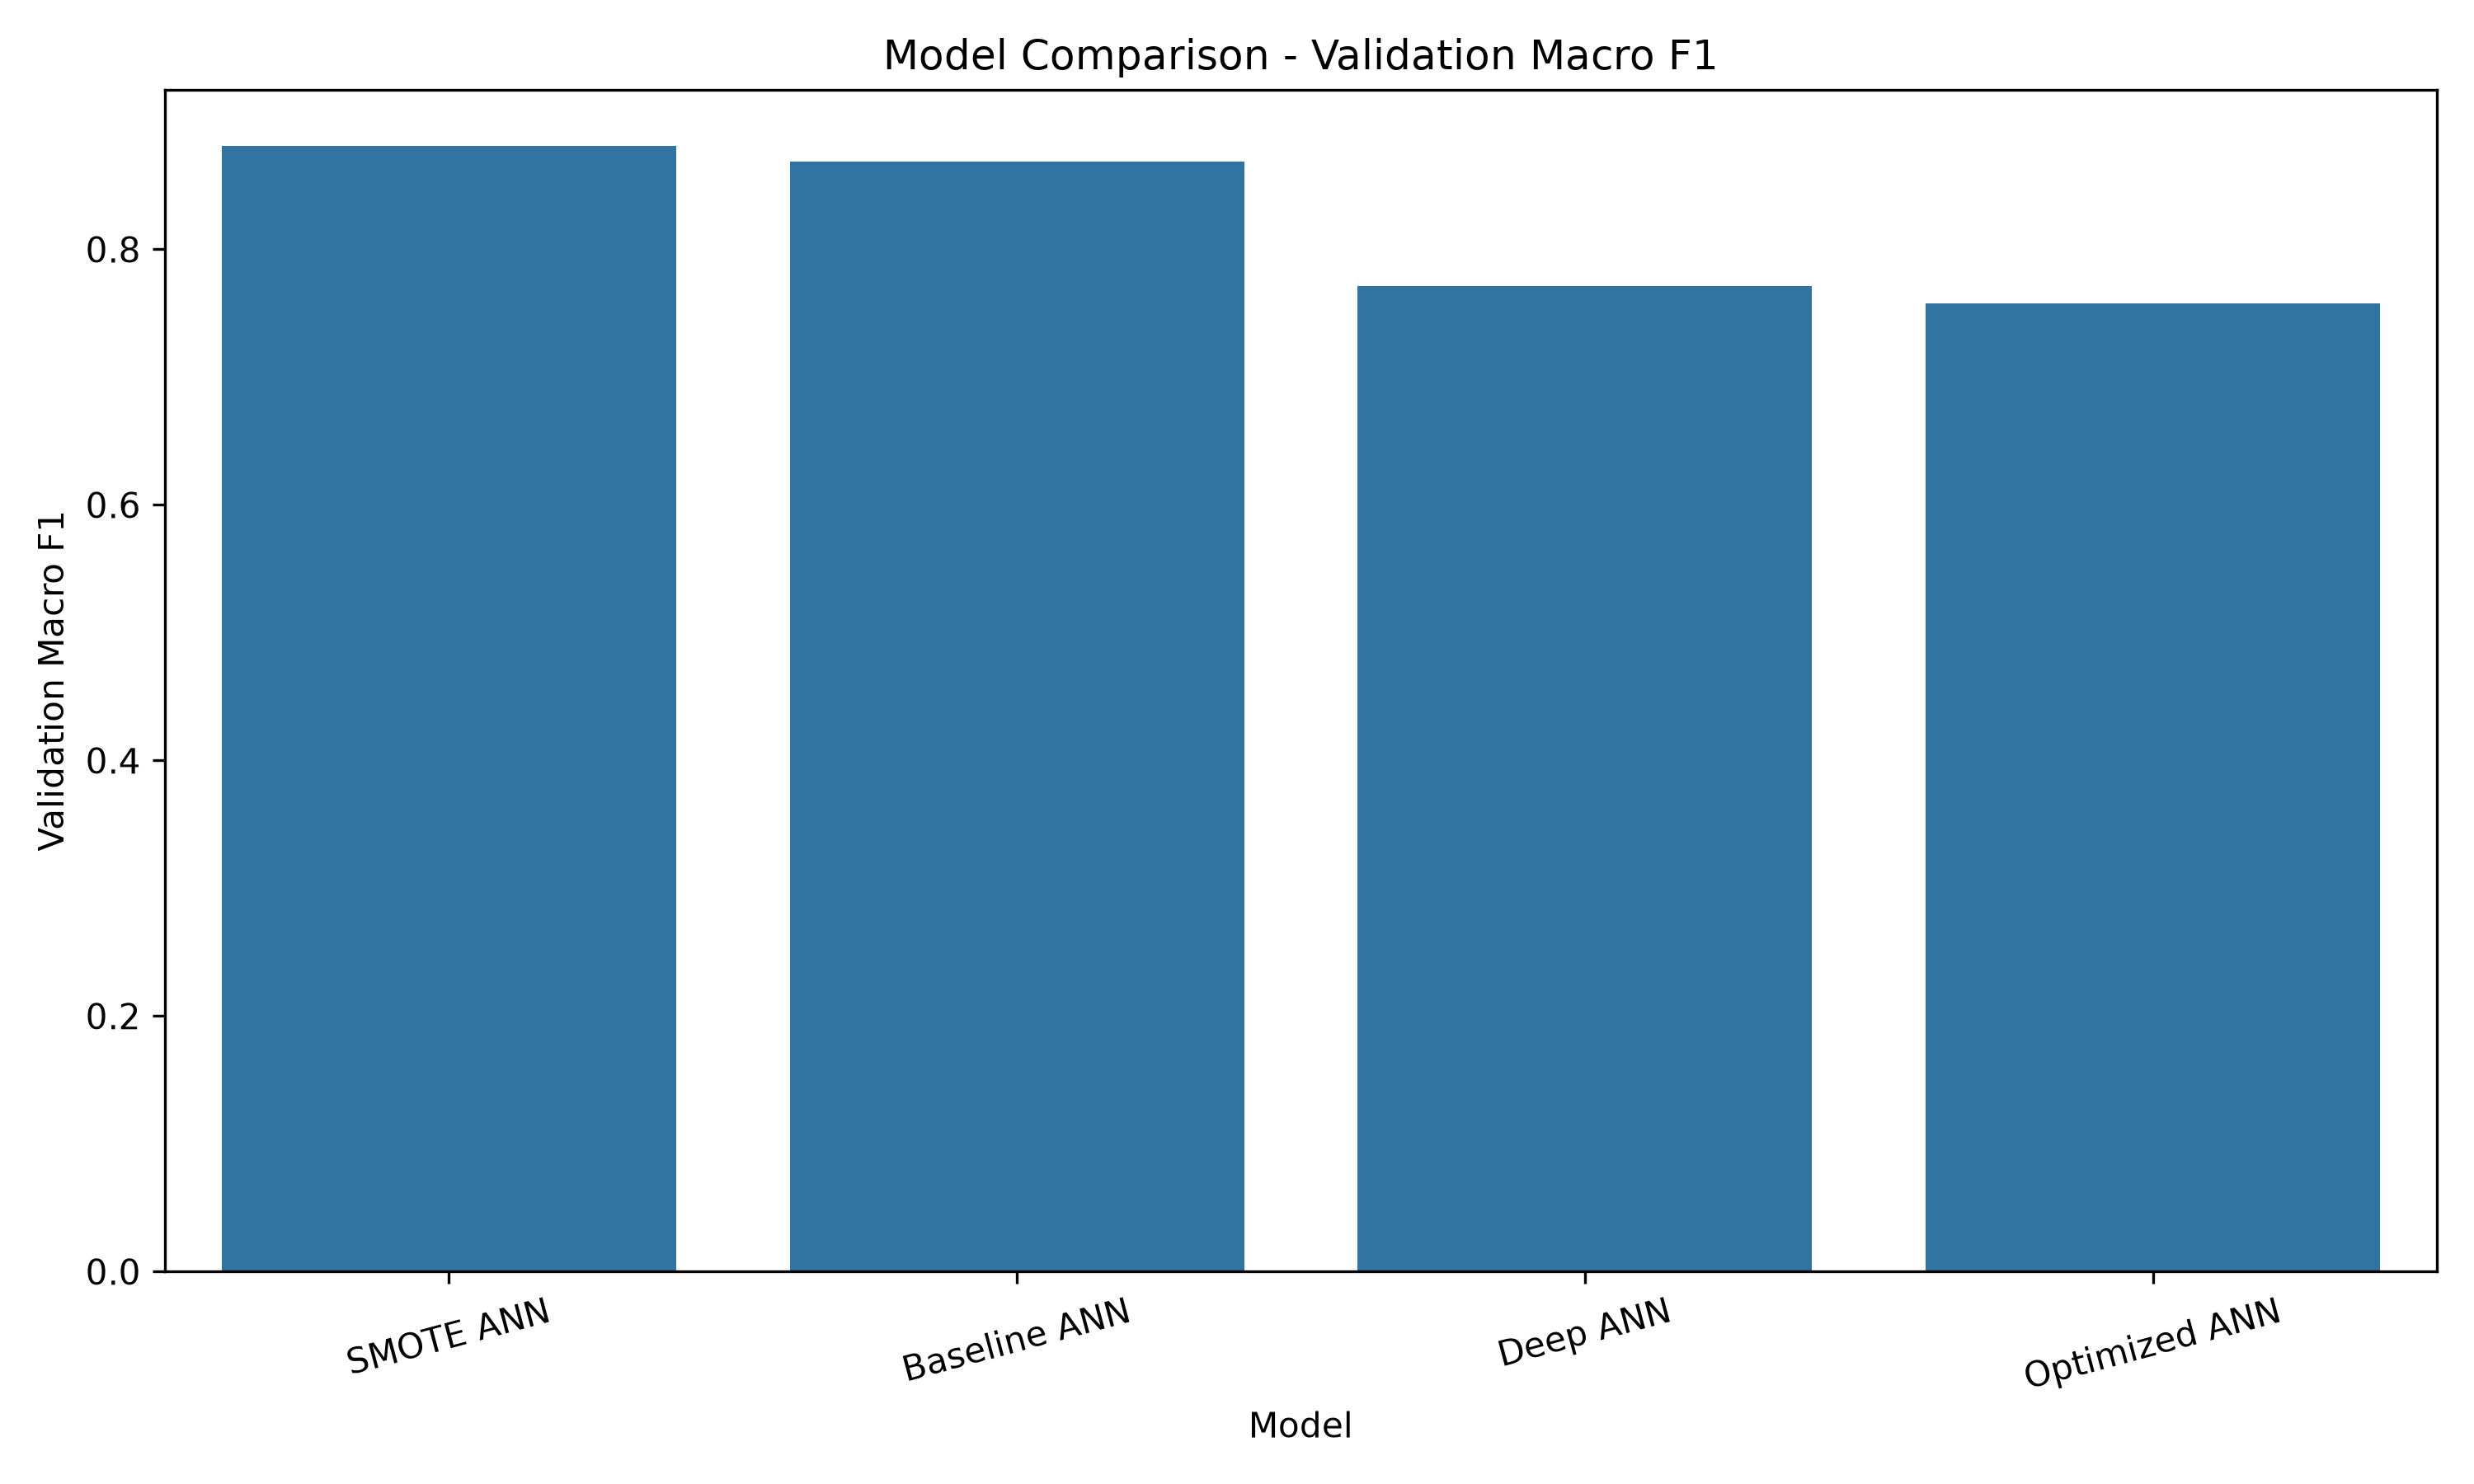 Model Comparison - Validation Macro F1
Validation Macro F1
0.8
0.6
0.4
0.2
0.0
SMOTE ANN
Baseline ANN
Deep ANN
Optimized ANN
Model